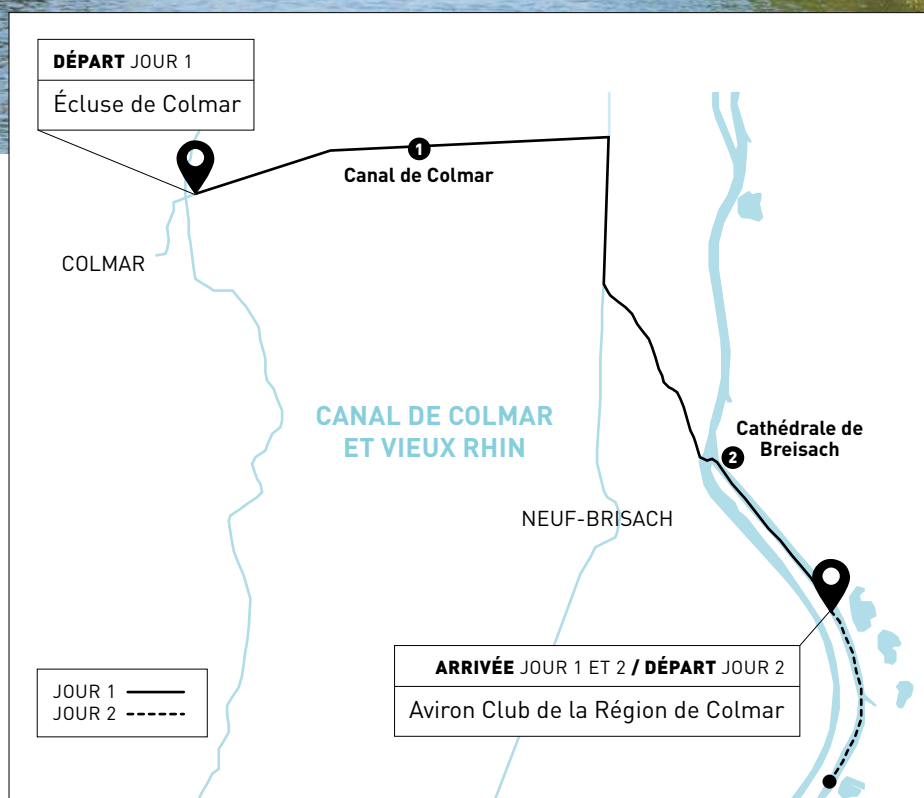 DÉPART JOUR 1
Écluse de Colmar
1
Canal de Colmar
COLMAR
CANAL DE COLMAR
ET VIEUX RHIN
2
Cathédrale de
Breisach
NEUF-BRISACH
ARRIVÉE JOUR 1 ET 2 / DÉPART JOUR 2
Aviron Club de la Région de Colmar
JOUR 1
JOUR 2